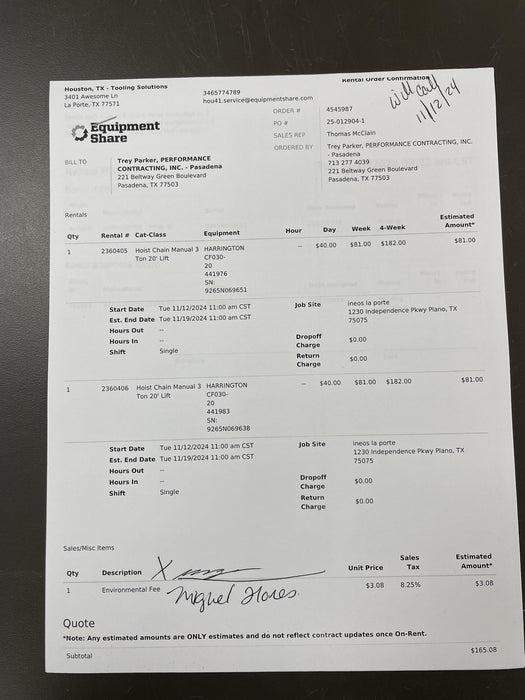 Rental Order Confirmation
will call
11/12/24
Houston, TX - Tooling Solutions
3401 Awesome Ln
La Porte, TX 77571
3465774789
hou41.service@equipmentshare.com
Equipment
Share
ORDER # 4545987
PO # 25-012904-1
SALES REP Thomas McClain
ORDERED BY Trey Parker, PERFORMANCE CONTRACTING, INC.
- Pasadena
713 277 4039
221 Beltway Green Boulevard
Pasadena, TX 77503
BILL TO Trey Parker, PERFORMANCE
CONTRACTING, INC. - Pasadena
221 Beltway Green Boulevard
Pasadena, TX 77503
Rentals
Qty Rental # Cat-Class Equipment Hour Day Week 4-Week Estimated
Amount*
1 2360405 Hoist Chain Manual 3 HARRINGTON -- $40.00 $81.00 $182.00 $81.00
Ton 20' Lift CF030-
20
441976
SN:
9265N069651
Start Date Tue 11/12/2024 11:00 am CST Job Site ineos la porte
Est. End Date Tue 11/19/2024 11:00 am CST 1230 Independence Pkwy Plano, TX
Hours Out -- 75075
Hours In -- Dropoff
Charge $0.00
Shift Single Return
Charge $0.00
1 2360406 Hoist Chain Manual 3 HARRINGTON -- $40.00 $81.00 $182.00 $81.00
Ton 20' Lift CF030-
20
441983
SN:
9265N069638
Start Date Tue 11/12/2024 11:00 am CST Job Site ineos la porte
Est. End Date Tue 11/19/2024 11:00 am CST 1230 Independence Pkwy Plano, TX
Hours Out -- 75075
Hours In -- Dropoff
Charge $0.00
Shift Single Return
Charge $0.00
Sales/Misc Items
Qty Description Unit Price Sales
Tax Estimated
Amount*
X
1 Environmental Fee $3.08 8.25% $3.08
Miguel Flores
Quote
*Note: Any estimated amounts are ONLY estimates and do not reflect contract updates once On-Rent.
Subtotal $165.08